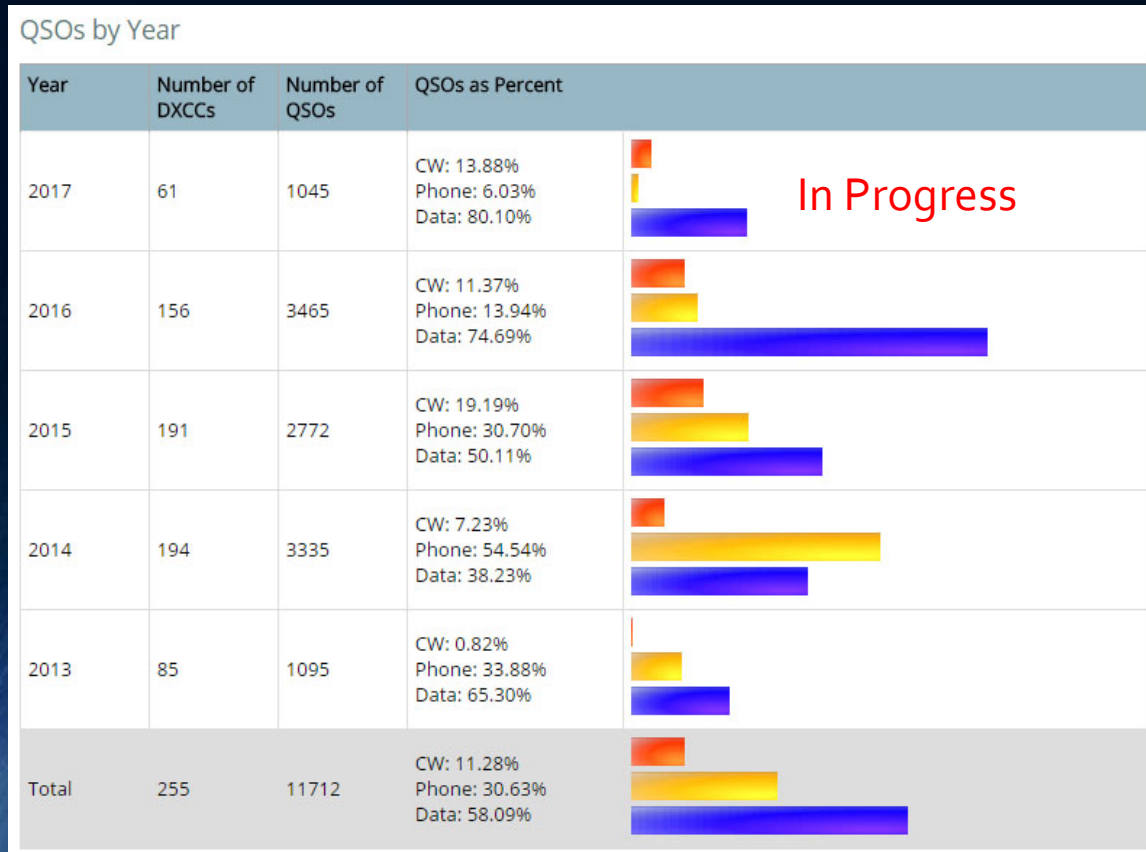 QSOs by Year
Year Number of DXCCs Number of QSOs QSOs as Percent
2017 61 1045 CW: 13.88%
Phone: 6.03%
Data: 80.10%
In Progress
2016 156 3465 CW: 11.37%
Phone: 13.94%
Data: 74.69%
2015 191 2772 CW: 19.19%
Phone: 30.70%
Data: 50.11%
2014 194 3335 CW: 7.23%
Phone: 54.54%
Data: 38.23%
2013 85 1095 CW: 0.82%
Phone: 33.88%
Data: 65.30%
Total 255 11712 CW: 11.28%
Phone: 30.63%
Data: 58.09%